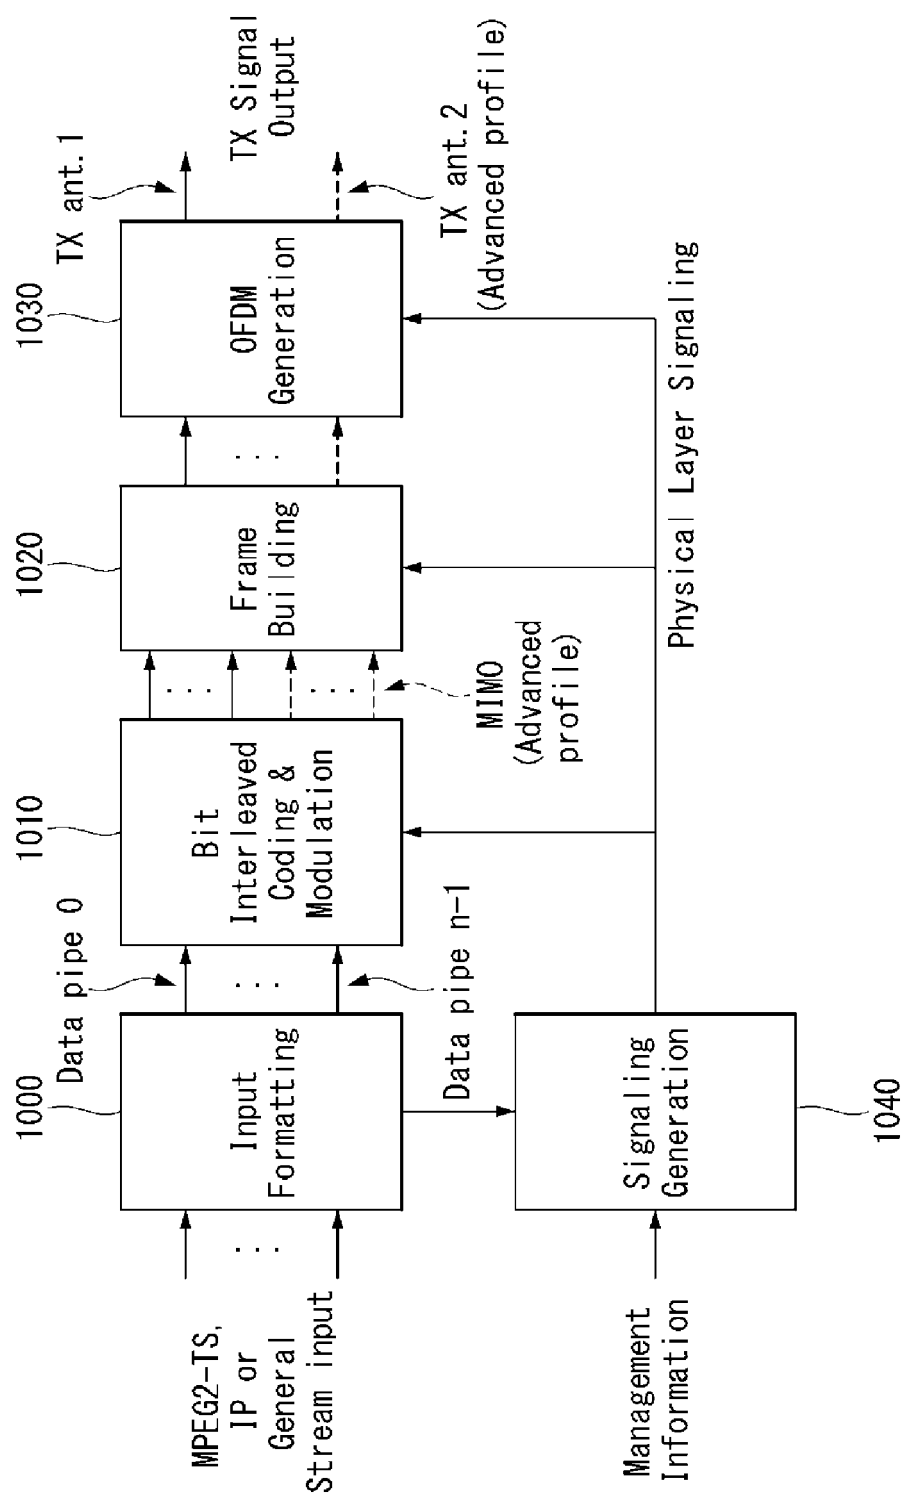 1000
1010
1020
1030
Data pipe 0
TX ant.1
MPEG2-TS,
IP or
General
Stream input
...
Input
Formatting
...
Bit
Interleaved
Coding &
Modulation
...
...
Frame
Building
...
OFDM
Generation
TX Signal
Output
Data pipe n-1
MIMO
(Advanced
profile)
TX ant.2
(Advanced profile)
Management
Information
Signaling
Generation
Physical Layer Signaling
1040